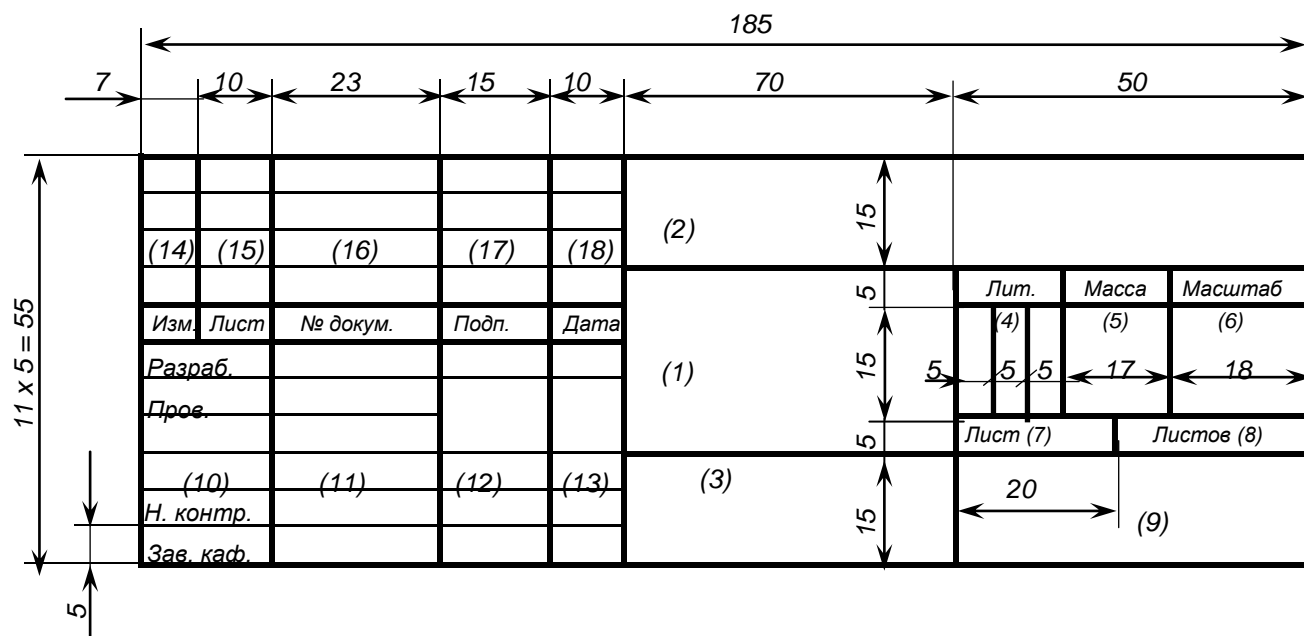 185
7 10 23 15 10 70 50
(14) (15) (16) (17) (18) (2) 15
Изм. Лист № докум. Подп. Дата 5 Лит. Масса Масштаб
(4) (5) (6)
Разраб. (1) 15 5 5 5 17 18
Пров.
5 Лист (7) Листов (8)
(10) (11) (12) (13) (3) 20
Н. контр. 15 (9)
Зав. каф.
11 x 5 = 55
5